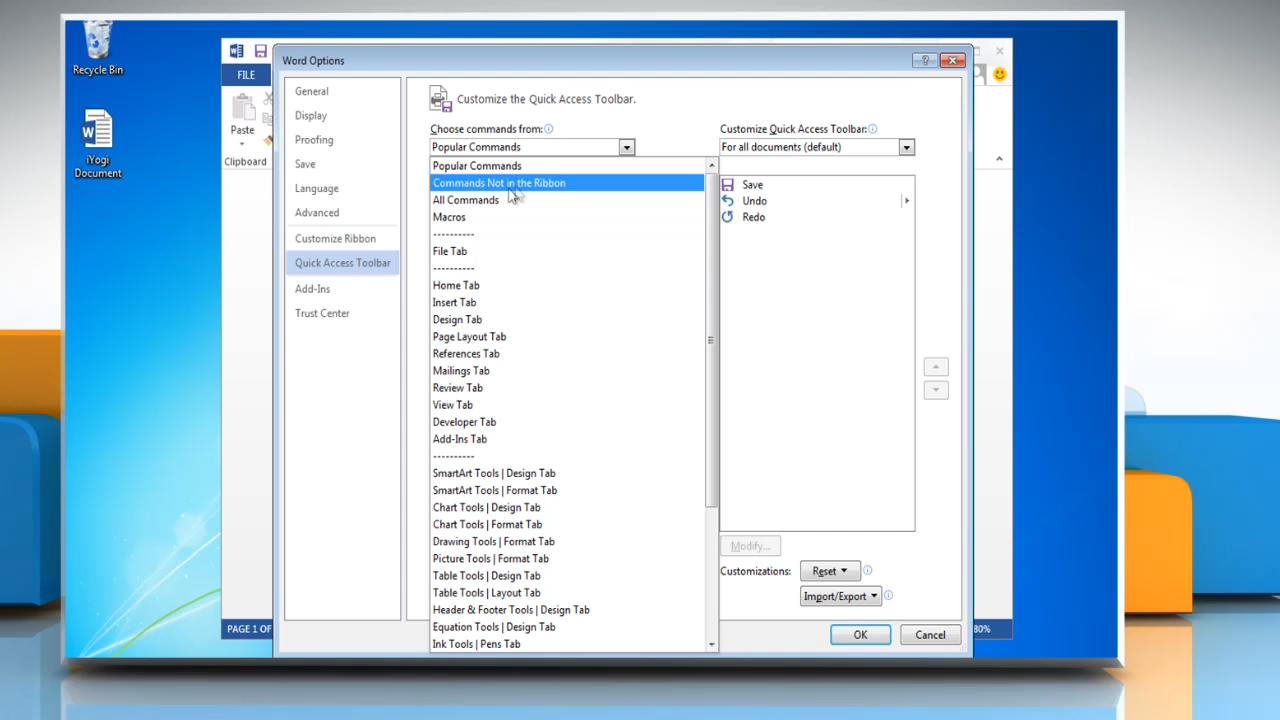 Recycle Bin
iYogi
Document
FILE
Paste
Clipboard
PAGE 1 OF
80%
Word Options
General
Display
Proofing
Save
Language
Advanced
Customize Ribbon
Quick Access Toolbar
Add-Ins
Trust Center
Customize the Quick Access Toolbar.
Choose commands from:
Popular Commands
Popular Commands
Commands Not in the Ribbon
All Commands
Macros
----------
File Tab
----------
Home Tab
Insert Tab
Design Tab
Page Layout Tab
References Tab
Mailings Tab
Review Tab
View Tab
Developer Tab
Add-Ins Tab
----------
SmartArt Tools | Design Tab
SmartArt Tools | Format Tab
Chart Tools | Design Tab
Chart Tools | Format Tab
Drawing Tools | Format Tab
Picture Tools | Format Tab
Table Tools | Design Tab
Table Tools | Layout Tab
Header & Footer Tools | Design Tab
Equation Tools | Design Tab
Ink Tools | Pens Tab
Customize Quick Access Toolbar:
For all documents (default)
Save
Undo
Redo
Modify...
Customizations:
Reset
Import/Export
OK
Cancel